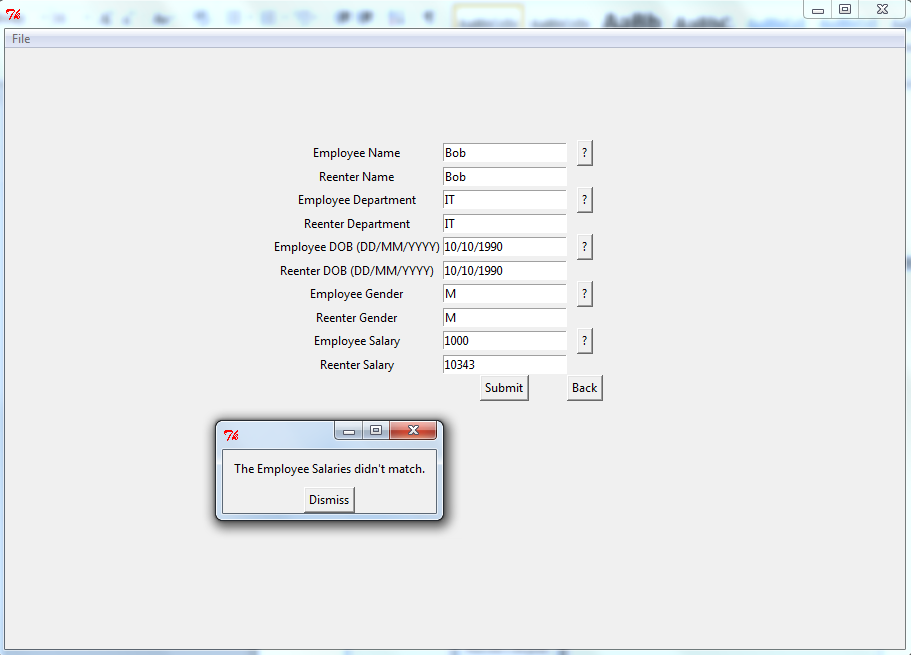 File
Employee Name Bob ?
Reenter Name Bob
Employee Department IT ?
Reenter Department IT
Employee DOB (DD/MM/YYYY) 10/10/1990 ?
Reenter DOB (DD/MM/YYYY) 10/10/1990
Employee Gender M ?
Reenter Gender M
Employee Salary 1000 ?
Reenter Salary 10343
Submit Back
The Employee Salaries didn't match.
Dismiss